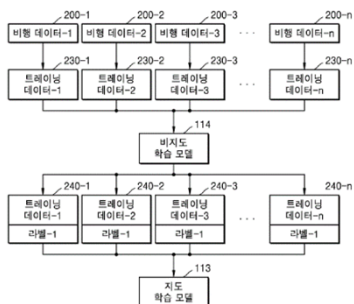 200-1 200-2 200-3 200-n
비행 데이터-1 비행 데이터-2 비행 데이터-3 ... 비행 데이터-n
230-1 230-2 230-3 230-n
트레이닝 트레이닝 트레이닝 트레이닝
데이터-1 데이터-2 데이터-3 ... 데이터-n
114
비지도
학습 모델
240-1 240-2 240-3 240-n
트레이닝 트레이닝 트레이닝 트레이닝
데이터-1 데이터-2 데이터-3 ... 데이터-n
라벨-1 라벨-1 라벨-1 라벨-1
113
지도
학습 모델